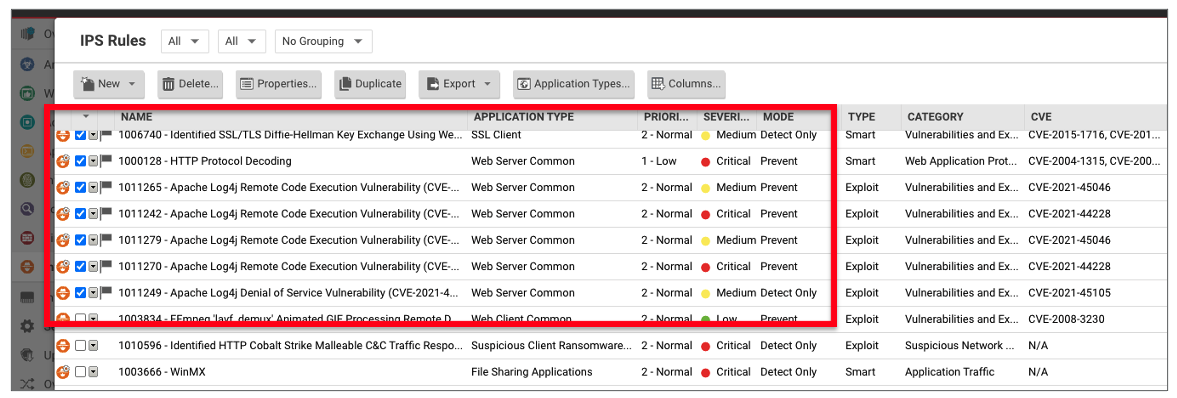 IPS Rules All All No Grouping
New Delete... Properties... Duplicate Export Application Types... Columns...
NAME APPLICATION TYPE PRIORI... SEVERI... MODE TYPE CATEGORY CVE
1006740 - Identified SSL/TLS Diffie-Hellman Key Exchange Using We... SSL Client 2 - Normal Medium Detect Only Smart Vulnerabilities and Ex... CVE-2015-1716, CVE-201...
1000128 - HTTP Protocol Decoding Web Server Common 1 - Low Critical Prevent Smart Web Application Prot... CVE-2004-1315, CVE-200...
1011265 - Apache Log4j Remote Code Execution Vulnerability (CVE-... Web Server Common 2 - Normal Medium Prevent Exploit Vulnerabilities and Ex... CVE-2021-45046
1011242 - Apache Log4j Remote Code Execution Vulnerability (CVE-... Web Server Common 2 - Normal Critical Prevent Exploit Vulnerabilities and Ex... CVE-2021-44228
1011279 - Apache Log4j Remote Code Execution Vulnerability (CVE-... Web Server Common 2 - Normal Medium Prevent Exploit Vulnerabilities and Ex... CVE-2021-45046
1011270 - Apache Log4j Remote Code Execution Vulnerability (CVE-... Web Server Common 2 - Normal Critical Prevent Exploit Vulnerabilities and Ex... CVE-2021-44228
1011249 - Apache Log4j Denial of Service Vulnerability (CVE-2021-4... Web Server Common 2 - Normal Medium Detect Only Exploit Vulnerabilities and Ex... CVE-2021-45105
1003834 - FFmpeg 'lavf_demux' Animated GIF Processing Remote D... Web Client Common 2 - Normal Low Prevent Exploit Vulnerabilities and Ex... CVE-2008-3230
1010596 - Identified HTTP Cobalt Strike Malleable C&C Traffic Respo... Suspicious Client Ransomware... 2 - Normal Critical Detect Only Exploit Suspicious Network ... N/A
1003666 - WinMX File Sharing Applications 2 - Normal Critical Detect Only Smart Application Traffic N/A